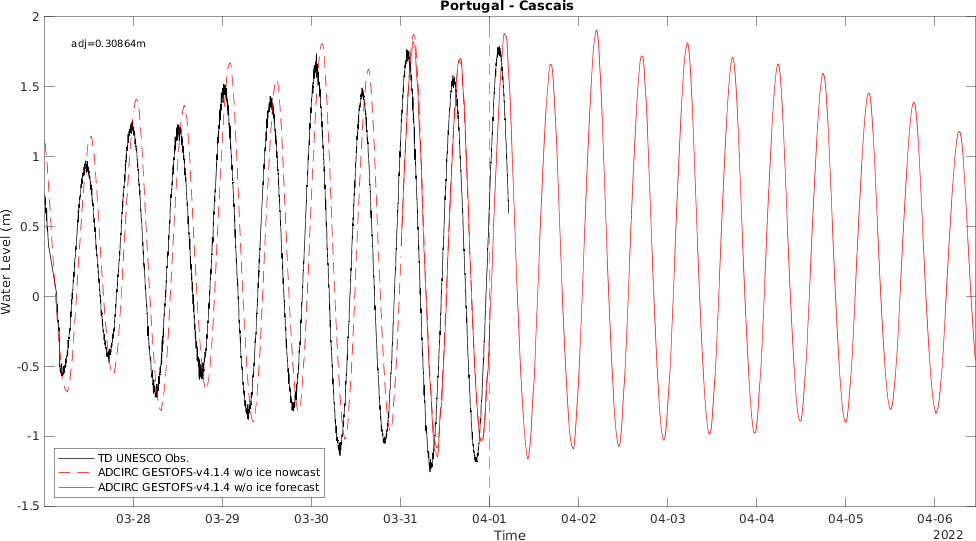 Portugal - Cascais
adj=0.30864m
2
1.5
1
0.5
0
-0.5
-1
-1.5
Water Level (m)
TD UNESCO Obs.
ADCIRC GESTOFS-v4.1.4 w/o ice nowcast
ADCIRC GESTOFS-v4.1.4 w/o ice forecast
03-28 03-29 03-30 03-31 04-01 04-02 04-03 04-04 04-05 04-06
Time
2022